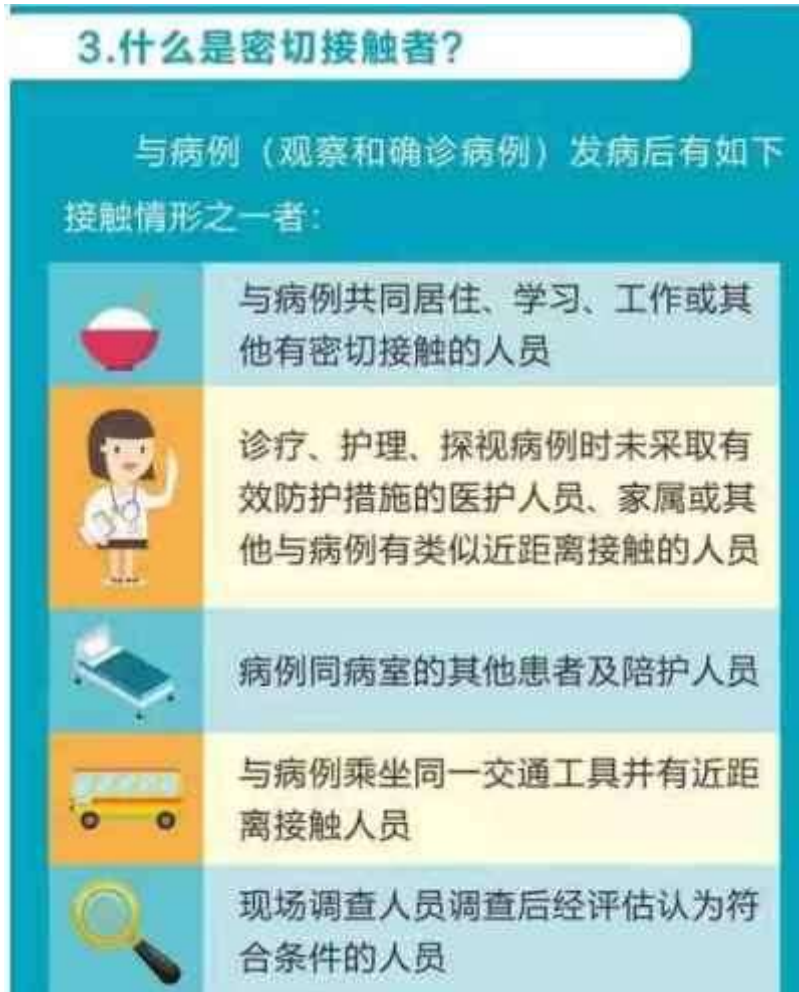 3.什么是密切接触者?
与病例（观察和确诊病例）发病后有如下
接触情形之一者：
与病例共同居住、学习、工作或其
他有密切接触的人员
诊疗、护理、探视病例时未采取有
效防护措施的医护人员、家属或其
他与病例有类似近距离接触的人员
病例同病室的其他患者及陪护人员
与病例乘坐同一交通工具并有近距
离接触人员
现场调查人员调查后经评估认为符
合条件的人员